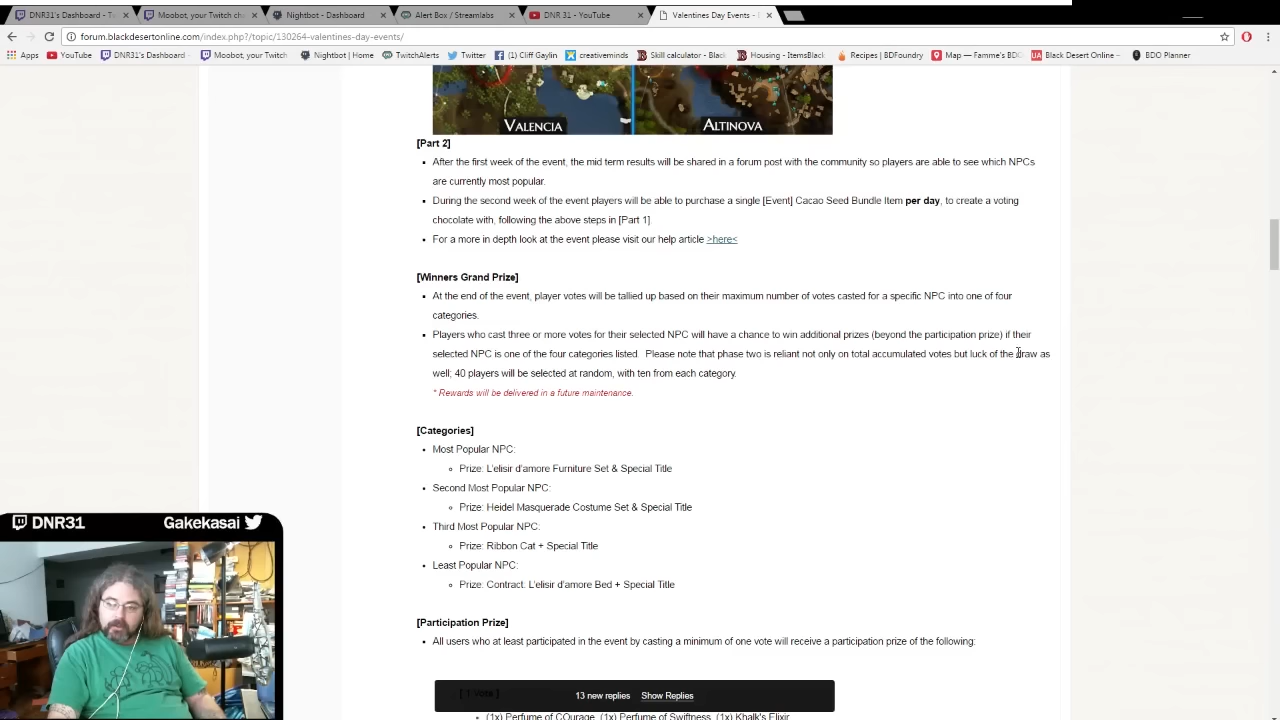 DNR31's Dashboard - T
Moobot, your Twitch ch
Nightbot - Dashboard
Alert Box / Streamlabs
DNR 31 - YouTube
Valentines Day Events -
forum.blackdesertonline.com/index.php?/topic/130264-valentines-day-events/
Apps YouTube DNR31's Dashboard Moobot, your Twitch Nightbot | Home TwitchAlerts Twitter (1) Cliff Gaylin creativeminds Skill calculator - Black Housing - ItemsBlack Recipes | BDFoundry Map — Famme's BDO Black Desert Online - BDO Planner
VALENCIA
ALTINOVA
[Part 2]
After the first week of the event, the mid term results will be shared in a forum post with the community so players are able to see which NPCs
are currently most popular.
During the second week of the event players will be able to purchase a single [Event] Cacao Seed Bundle Item per day, to create a voting
chocolate with, following the above steps in [Part 1].
For a more in depth look at the event please visit our help article >here<
[Winners Grand Prize]
At the end of the event, player votes will be tallied up based on their maximum number of votes casted for a specific NPC into one of four
categories.
Players who cast three or more votes for their selected NPC will have a chance to win additional prizes (beyond the participation prize) if their
selected NPC is one of the four categories listed. Please note that phase two is reliant not only on total accumulated votes but luck of the draw as
well; 40 players will be selected at random, with ten from each category.
* Rewards will be delivered in a future maintenance.
[Categories]
Most Popular NPC:
Prize: L'elisir d'amore Furniture Set & Special Title
Second Most Popular NPC:
Prize: Heidel Masquerade Costume Set & Special Title
Third Most Popular NPC:
Prize: Ribbon Cat + Special Title
Least Popular NPC:
Prize: Contract: L'elisir d'amore Bed + Special Title
[Participation Prize]
All users who at least participated in the event by casting a minimum of one vote will receive a participation prize of the following:
[ 1 Vote ]
13 new replies Show Replies
(1x) Perfume of COurage, (1x) Perfume of Swiftness, (1x) Khalk's Elixir
DNR31 Gakekasai